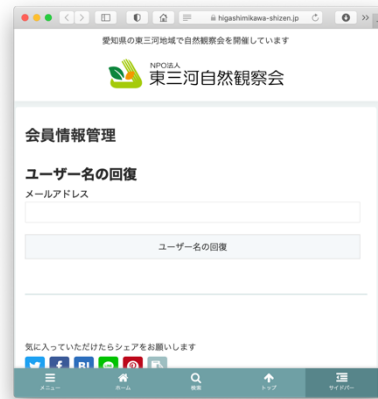 higashimikawa-shizen.jp
愛知県の東三河地域で自然観察会を開催しています
NPO法人
東三河自然観察会
会員情報管理
ユーザー名の回復
メールアドレス
ユーザー名の回復
気に入っていただけたらシェアをお願いします
B!
メニュー ホーム 検索 トップ サイドバー